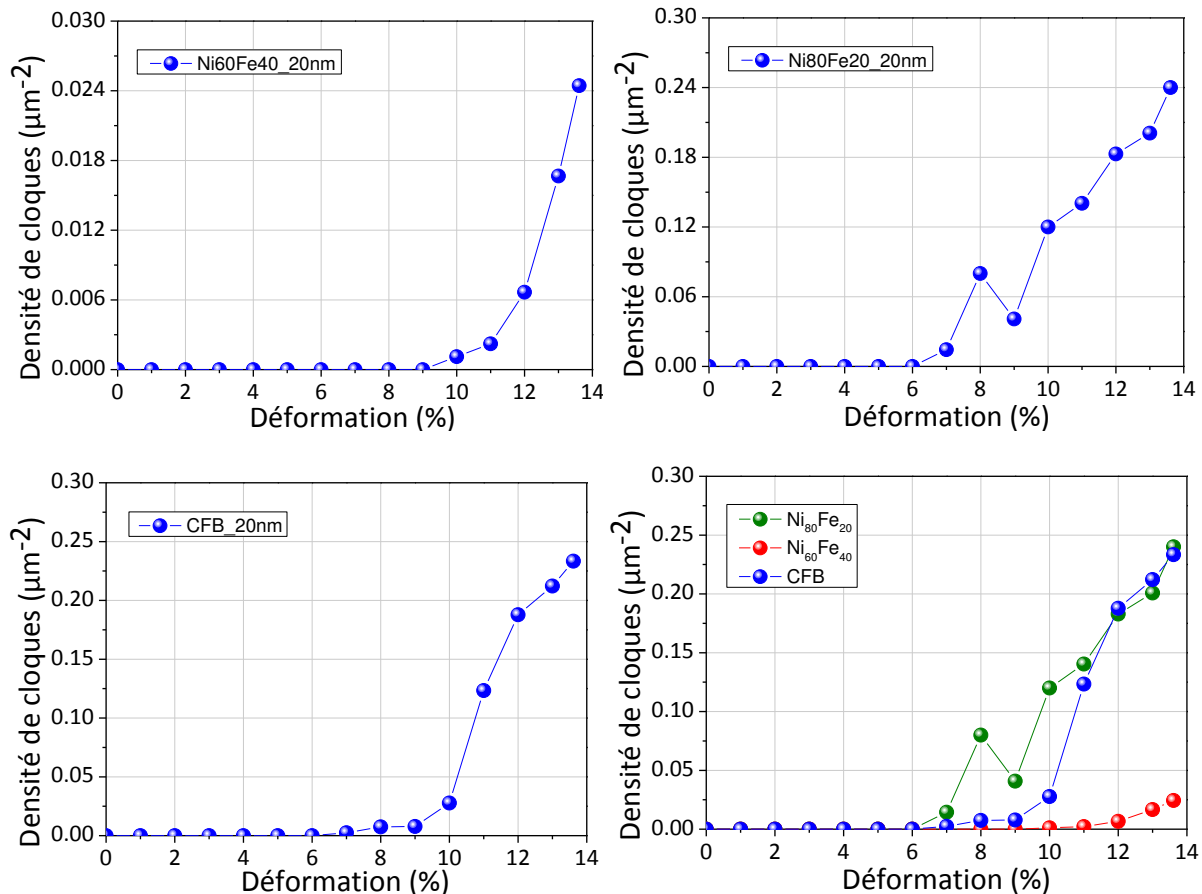 Densité de cloques (µm⁻²)
0.030
0.024
0.018
0.012
0.006
0.000
Ni60Fe40_20nm
0 2 4 6 8 10 12 14
Déformation (%)
Densité de cloques (µm⁻²)
0.30
0.24
0.18
0.12
0.06
0.00
Ni80Fe20_20nm
0 2 4 6 8 10 12 14
Déformation (%)
Densité de cloques (µm⁻²)
0.30
0.25
0.20
0.15
0.10
0.05
0.00
CFB_20nm
0 2 4 6 8 10 12 14
Déformation (%)
Densité de cloques (µm⁻²)
0.30
0.25
0.20
0.15
0.10
0.05
0.00
Ni₈₀Fe₂₀
Ni₆₀Fe₄₀
CFB
0 2 4 6 8 10 12 14
Déformation (%)